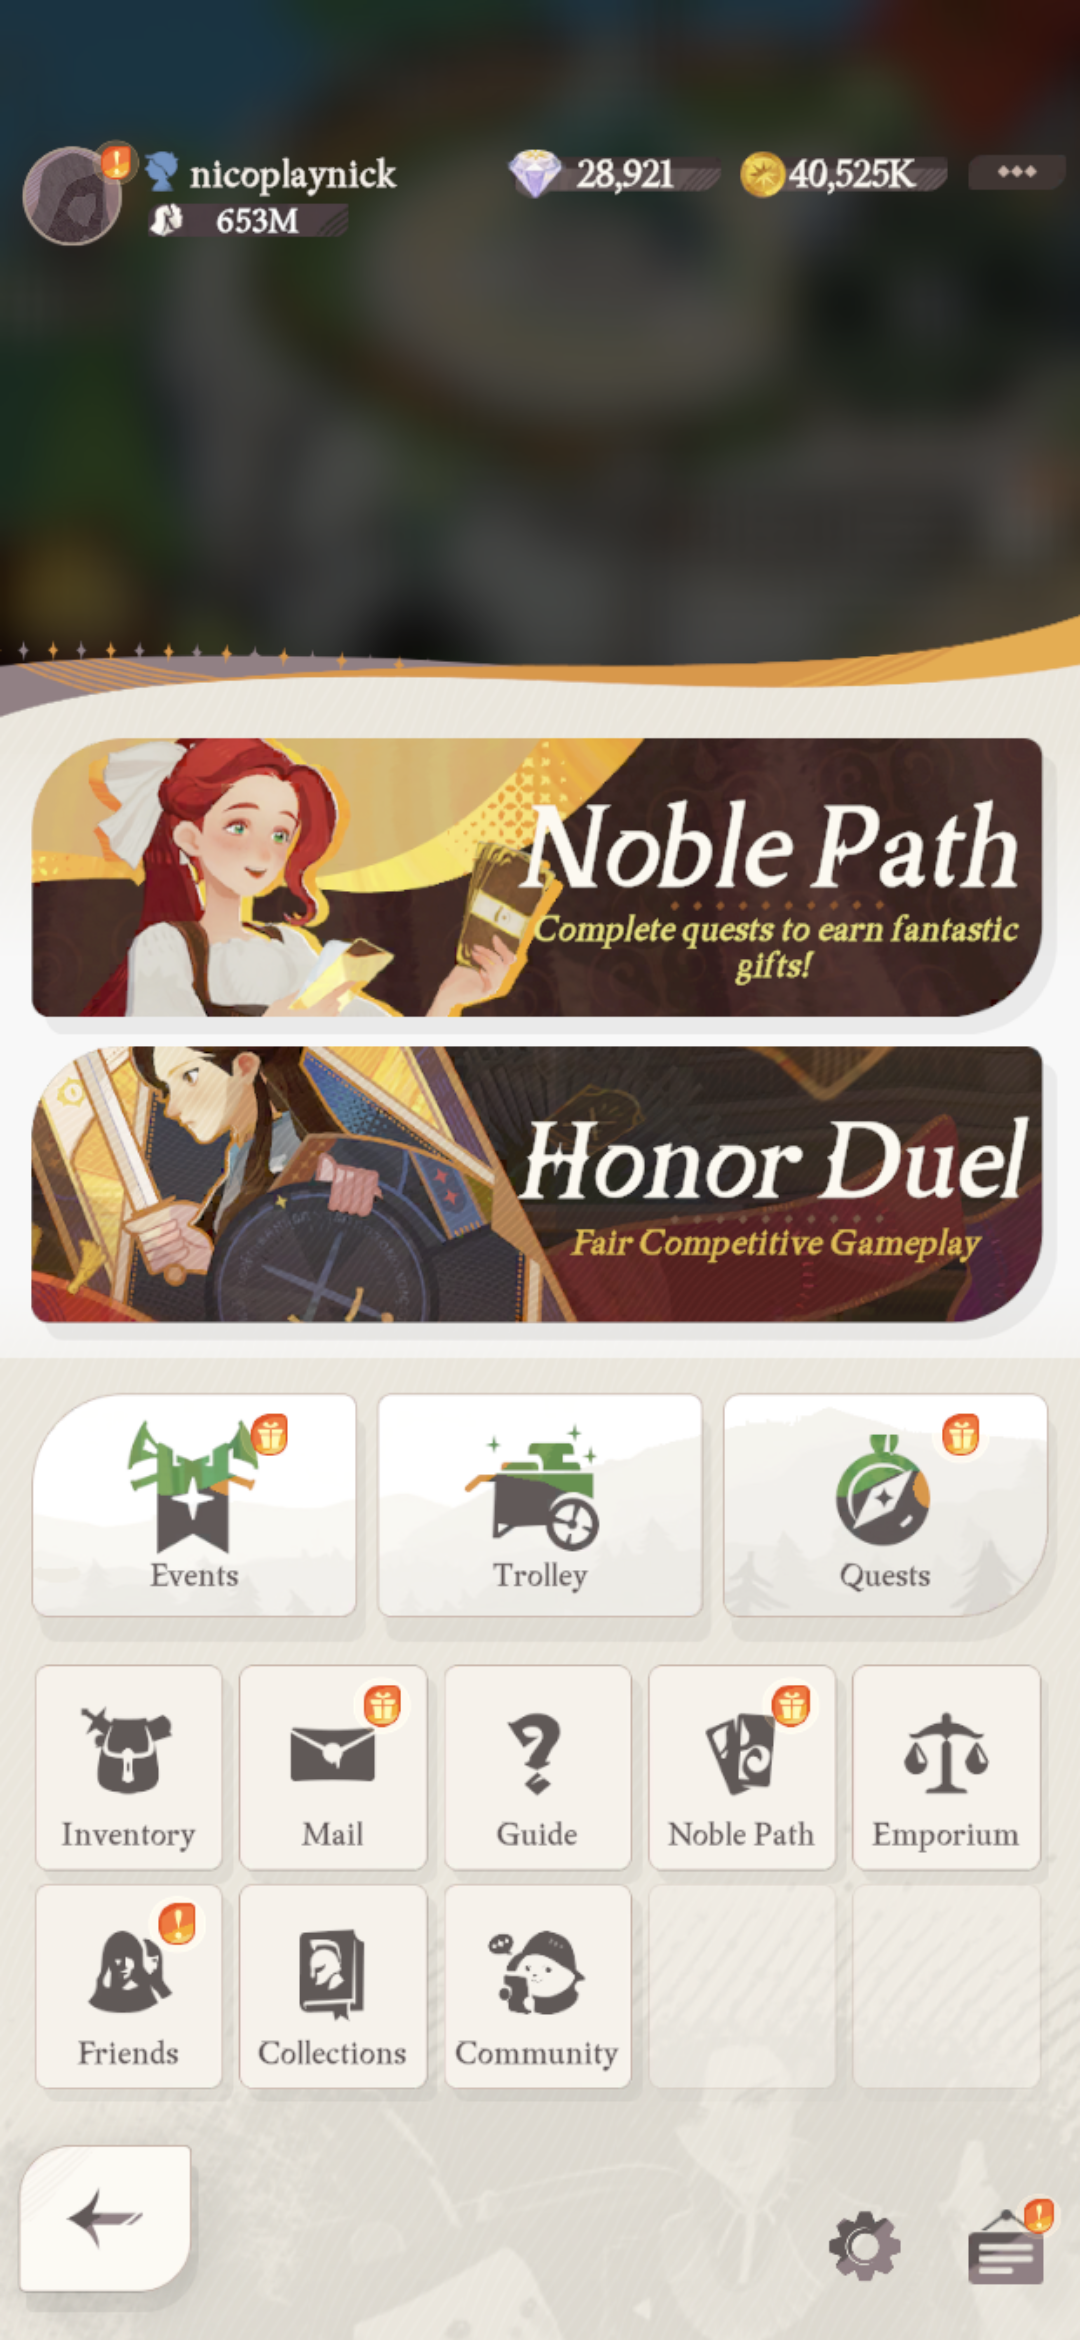 nicoplaynick
28,921
40,525K
653M
Noble Path
Complete quests to earn fantastic
gifts!
Honor Duel
Fair Competitive Gameplay
Events
Trolley
Quests
Inventory
Mail
Guide
Noble Path
Emporium
Friends
Collections
Community